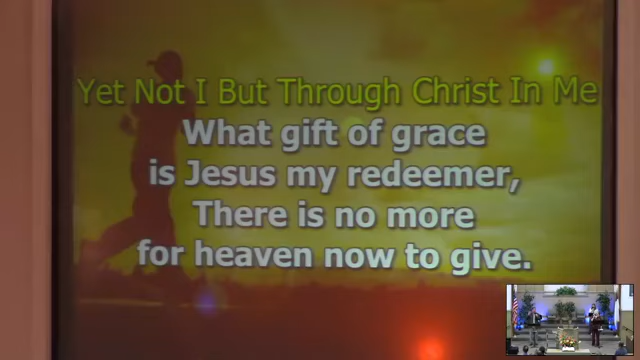 Yet Not I But Through Christ In Me
What gift of grace
is Jesus my redeemer,
There is no more
for heaven now to give.